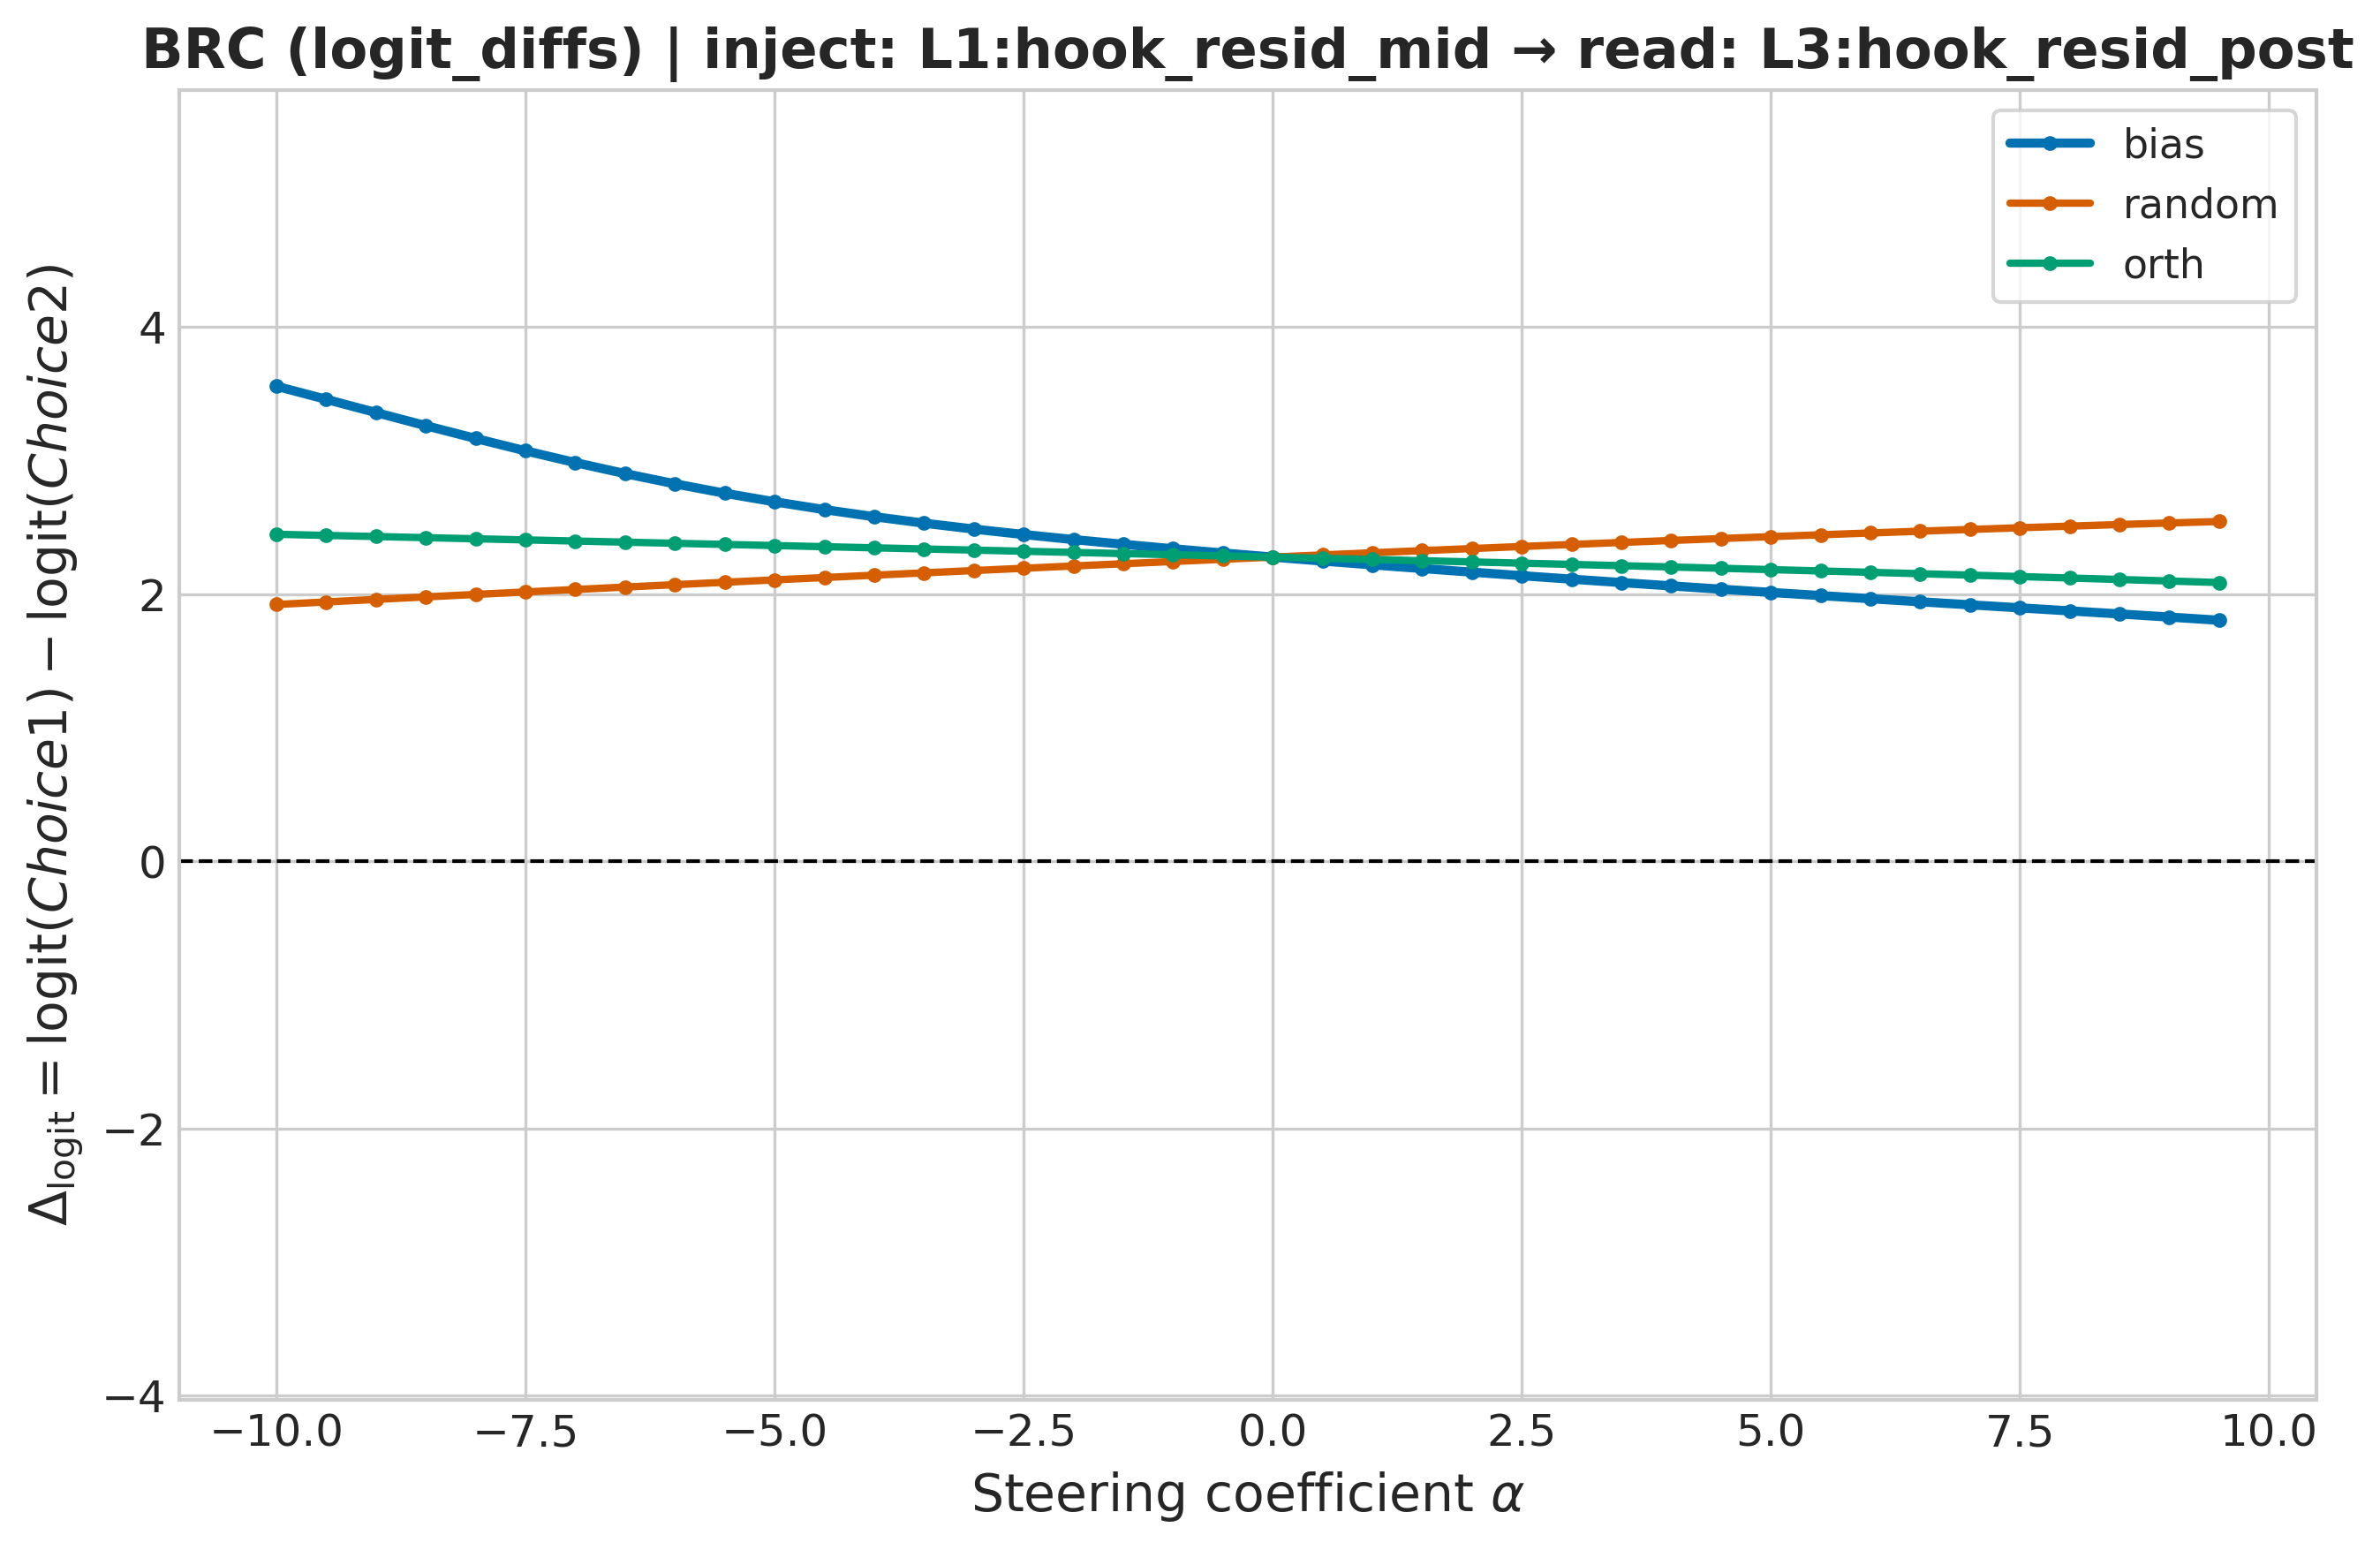 BRC (logit_diffs) | inject: L1:hook_resid_mid → read: L3:hook_resid_post
bias
random
orth
Δlogit = logit(Choice1) − logit(Choice2)
4
2
0
−2
−4
−10.0 −7.5 −5.0 −2.5 0.0 2.5 5.0 7.5 10.0
Steering coefficient α